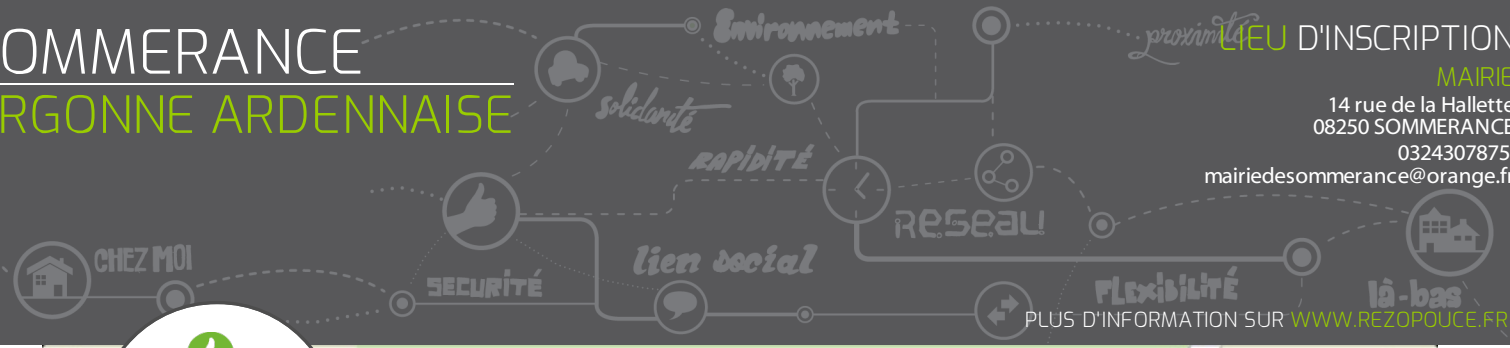 OMMERANCE
RGONNE ARDENNAISE
Environnement
proximité
LIEU D'INSCRIPTION
MAIRIE
14 rue de la Hallette
08250 SOMMERANCE
0324307875
mairiedesommerance@orange.fr
solidarité
RAPIDITÉ
RESEAU
CHEZ MOI
SECURITÉ
lien social
FLEXIBILITÉ
là-bas
PLUS D'INFORMATION SUR WWW.REZOPOUCE.FR